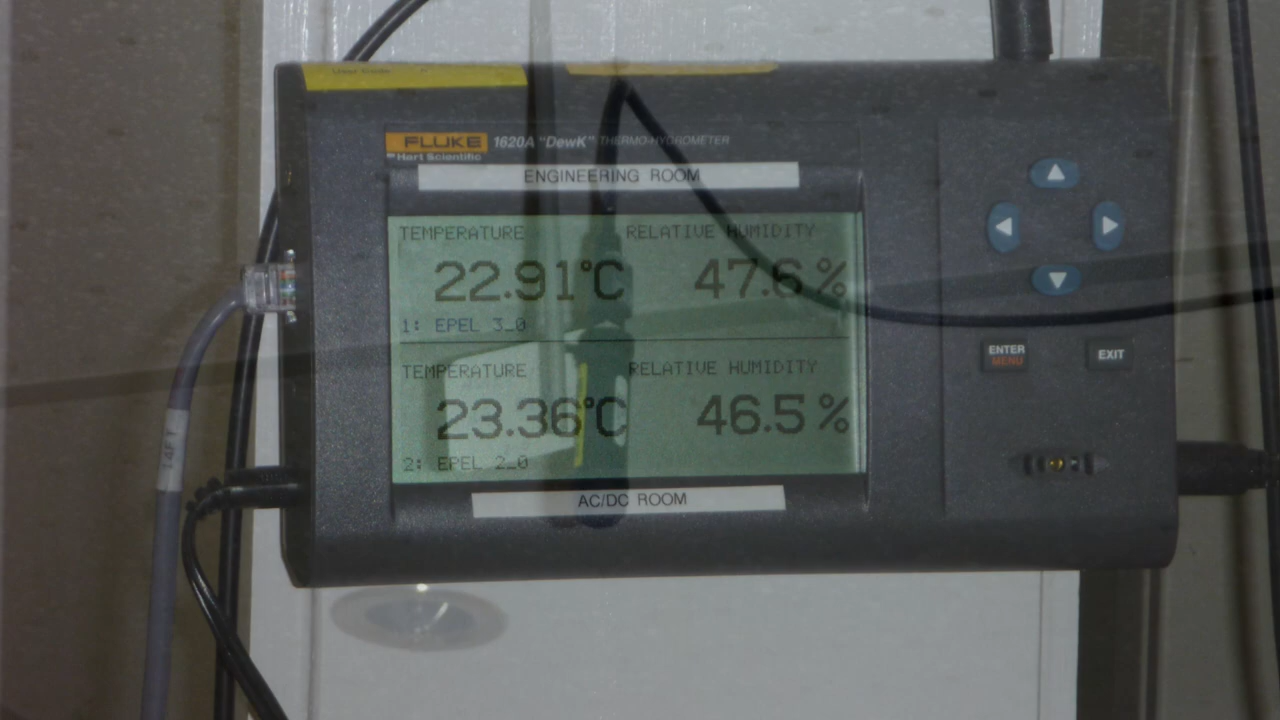 FLUKE 1620A "DewK" THERMO-HYGROMETER
Hart Scientific
ENGINEERING ROOM
TEMPERATURE RELATIVE HUMIDITY
22.91°C 47.6%
1: EPEL 3_0
TEMPERATURE RELATIVE HUMIDITY
23.36°C 46.5%
2: EPEL 2_0
AC/DC ROOM
ENTER
MENU
EXIT
14FT